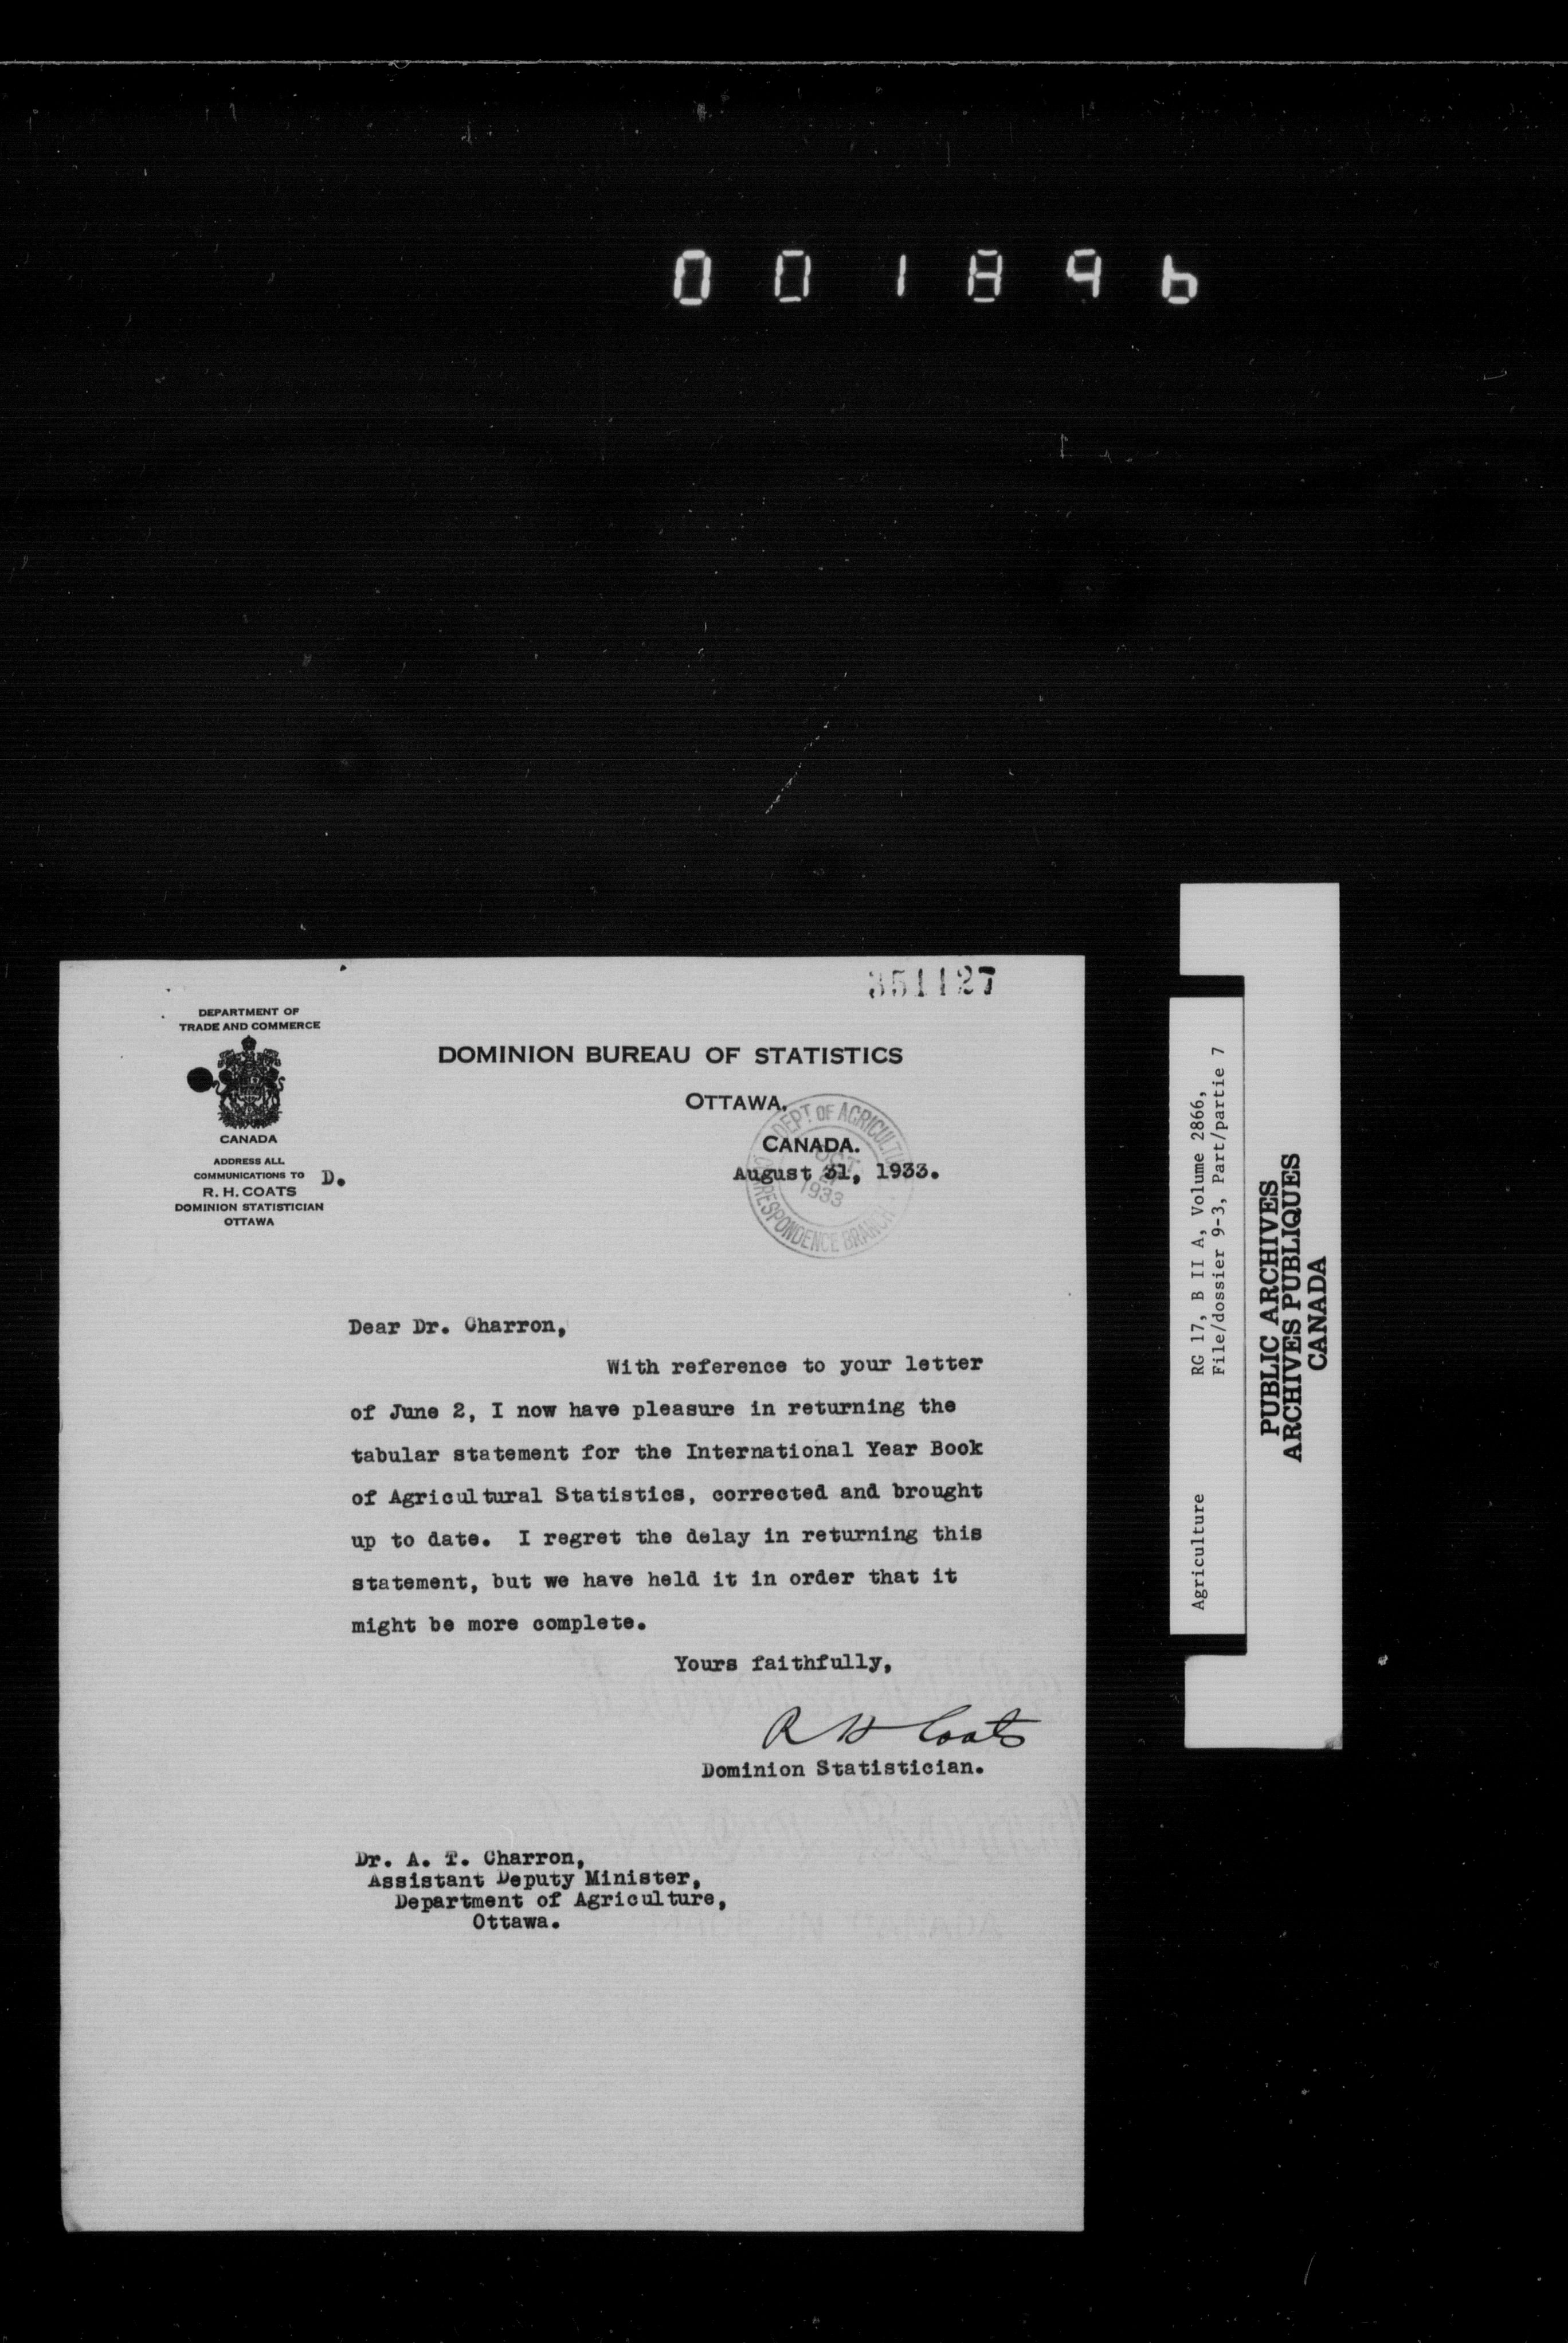 001896
351127
DEPARTMENT OF
TRADE AND COMMERCE
CANADA
ADDRESS ALL
COMMUNICATIONS TO
R. H. COATS
DOMINION STATISTICIAN
OTTAWA
D.
DOMINION BUREAU OF STATISTICS
OTTAWA,
CANADA.
August 31, 1933.
DEPT OF AGRICULTURE
OCT
1933
CORRESPONDENCE BRANCH
Dear Dr. Charron,
With reference to your letter
of June 2, I now have pleasure in returning the
tabular statement for the International Year Book
of Agricultural Statistics, corrected and brought
up to date. I regret the delay in returning this
statement, but we have held it in order that it
might be more complete.
Yours faithfully,
R H Coats
Dominion Statistician.
Dr. A. T. Charron,
Assistant Deputy Minister,
Department of Agriculture,
Ottawa.
Agriculture RG 17, B II A, Volume 2866,
File/dossier 9-3, Part/partie 7
PUBLIC ARCHIVES
ARCHIVES PUBLIQUES
CANADA